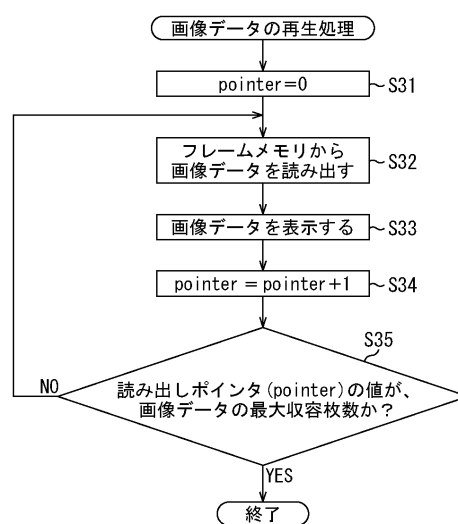 画像データの再生処理
pointer=0
S31
フレームメモリから
画像データを読み出す
S32
画像データを表示する
S33
pointer = pointer+1
S34
S35
読み出しポインタ(pointer)の値が、
画像データの最大収容枚数か？
NO
YES
終了